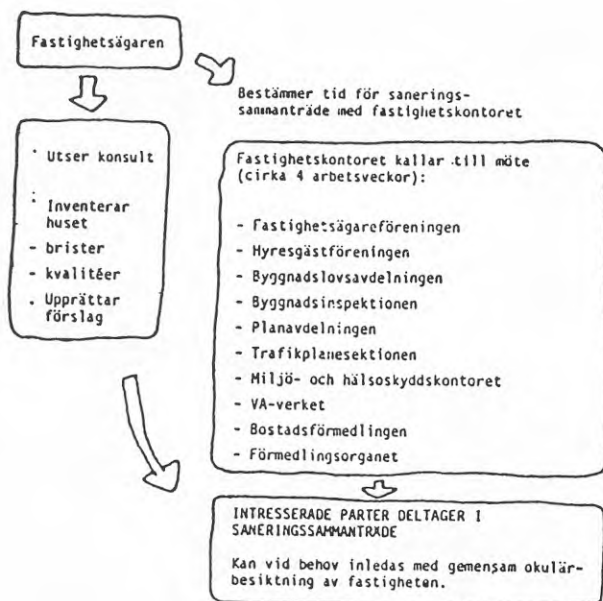 Fastighetsägaren
Bestämmer tid för sanerings-
sammanträde med fastighetskontoret
· Utser konsult
: Inventerar
huset
- brister
- kvalitéer
. Upprättar
förslag
Fastighetskontoret kallar till möte
(cirka 4 arbetsveckor):
- Fastighetsägareföreningen
- Hyresgästföreningen
- Byggnadslovsavdelningen
- Byggnadsinspektionen
- Planavdelningen
- Trafikplanesektionen
- Miljö- och hälsoskyddskontoret
- VA-verket
- Bostadsförmedlingen
- Förmedlingsorganet
INTRESSERADE PARTER DELTAGER I
SANERINGSSAMMANTRÄDE
Kan vid behov inledas med gemensam okulär-
besiktning av fastigheten.